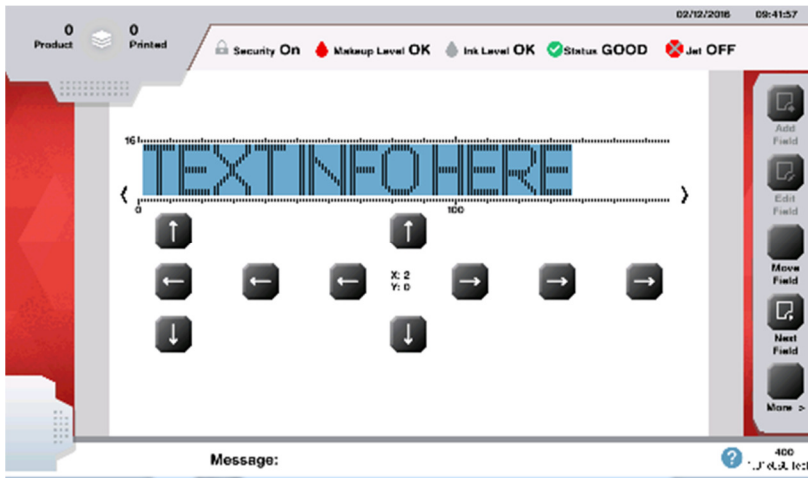 02/12/2016 09:41:57
0 Product
0 Printed
Security On
Makeup Level OK
Ink Level OK
Status GOOD
Jet OFF
16
TEXT INFO HERE
0 100
X: 2
Y: 0
Add Field
Edit Field
Move Field
Next Field
More >
Message:
?
400